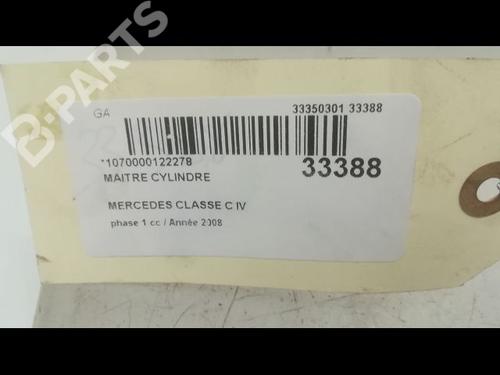 B-PARTS
GA
33350301 33388
*1070000122278
33388
MAITRE CYLINDRE
MERCEDES CLASSE C IV
phase 1 cc / Année 2008